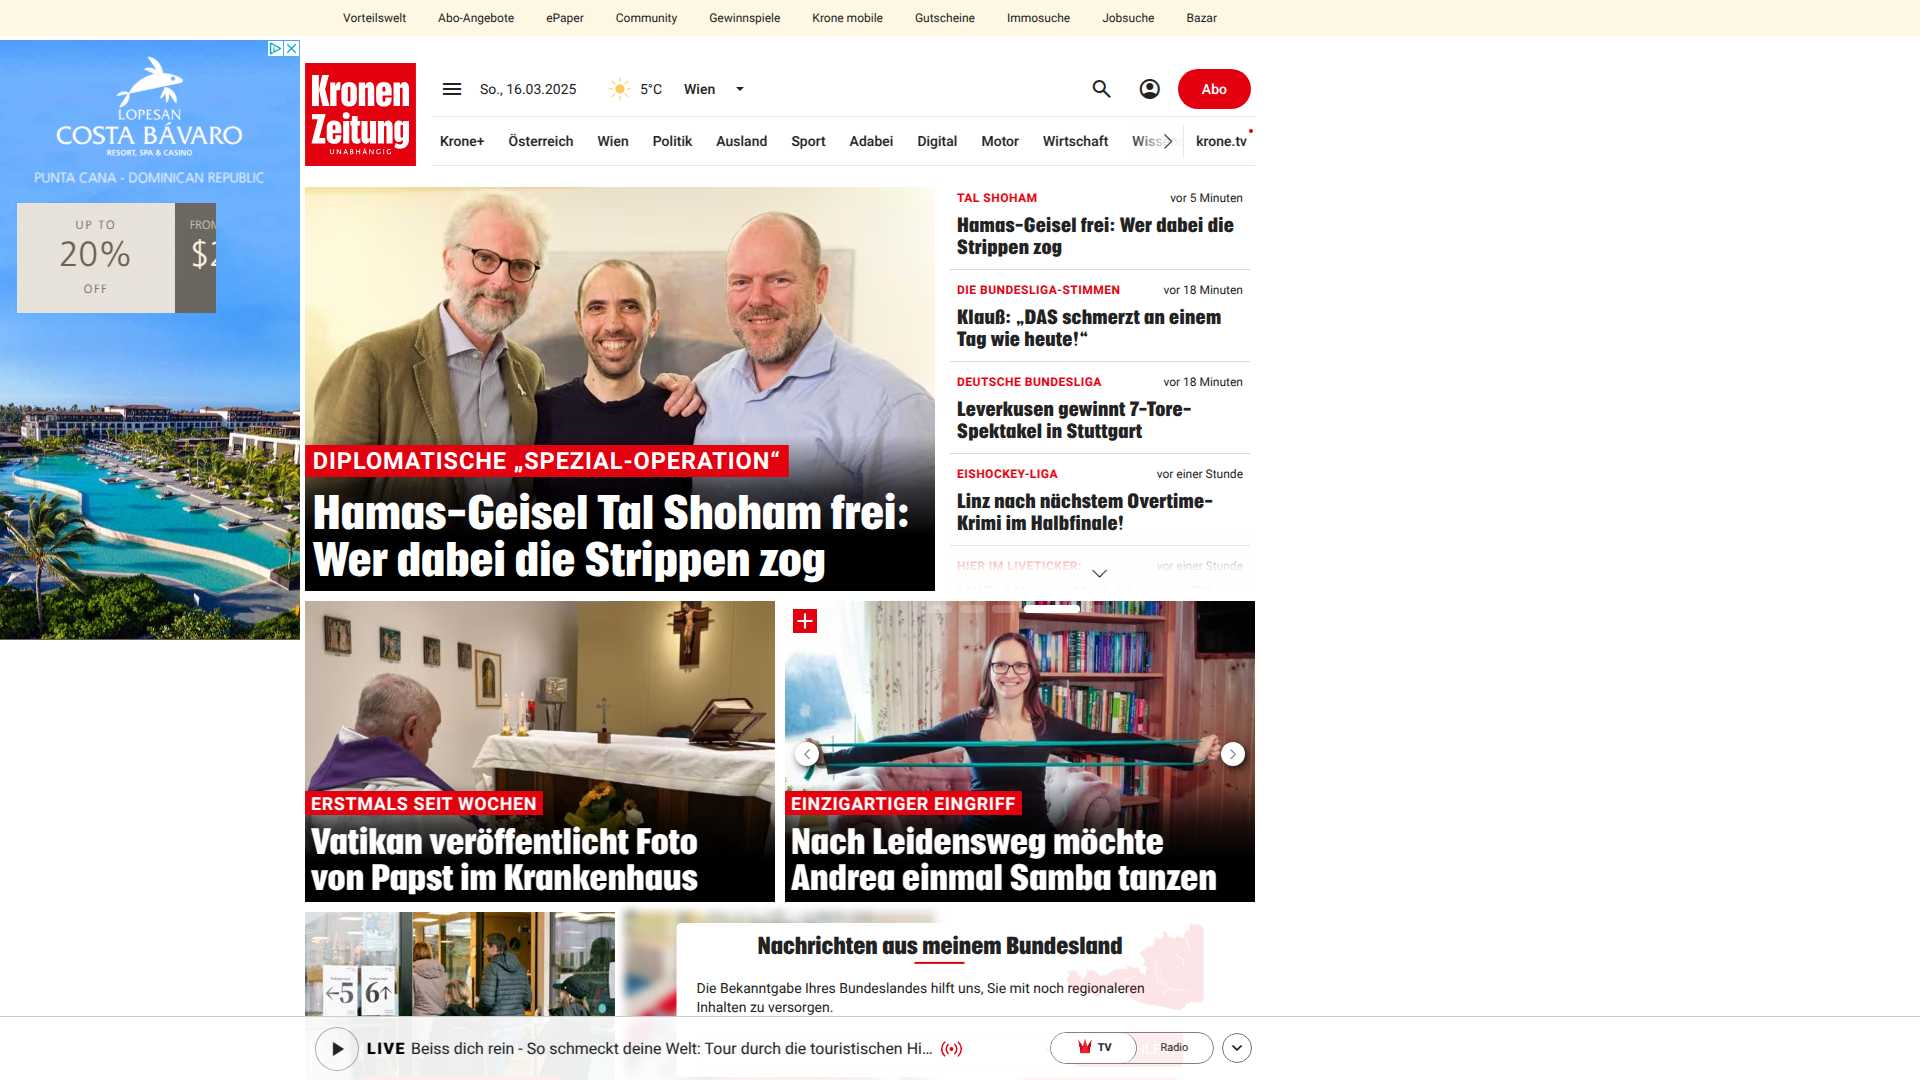 Vorteilswelt
Abo-Angebote
ePaper
Community
Gewinnspiele
Krone mobile
Gutscheine
Immosuche
Jobsuche
Bazar
LOPESAN
COSTA BÁVARO
RESORT, SPA & CASINO
PUNTA CANA - DOMINICAN REPUBLIC
UP TO
20%
OFF
Kronen
Zeitung
UNABHÄNGIG
So., 16.03.2025
5°C
Wien
Abo
Krone+
Österreich
Wien
Politik
Ausland
Sport
Adabei
Digital
Motor
Wirtschaft
krone.tv
DIPLOMATISCHE „SPEZIAL-OPERATION“
Hamas-Geisel Tal Shoham frei:
Wer dabei die Strippen zog
TAL SHOHAM
vor 5 Minuten
Hamas-Geisel frei: Wer dabei die
Strippen zog
DIE BUNDESLIGA-STIMMEN
vor 18 Minuten
Klauß: „DAS schmerzt an einem
Tag wie heute!“
DEUTSCHE BUNDESLIGA
vor 18 Minuten
Leverkusen gewinnt 7-Tore-
Spektakel in Stuttgart
EISHOCKEY-LIGA
vor einer Stunde
Linz nach nächstem Overtime-
Krimi im Halbfinale!
HIER IM LIVETICKER:
vor einer Stunde
ERSTMALS SEIT WOCHEN
Vatikan veröffentlicht Foto
von Papst im Krankenhaus
EINZIGARTIGER EINGRIFF
Nach Leidensweg möchte
Andrea einmal Samba tanzen
←5
6↑
Nachrichten aus meinem Bundesland
Die Bekanntgabe Ihres Bundeslandes hilft uns, Sie mit noch regionaleren
Inhalten zu versorgen.
LIVE Beiss dich rein - So schmeckt deine Welt: Tour durch die touristischen Hi...
TV
Radio